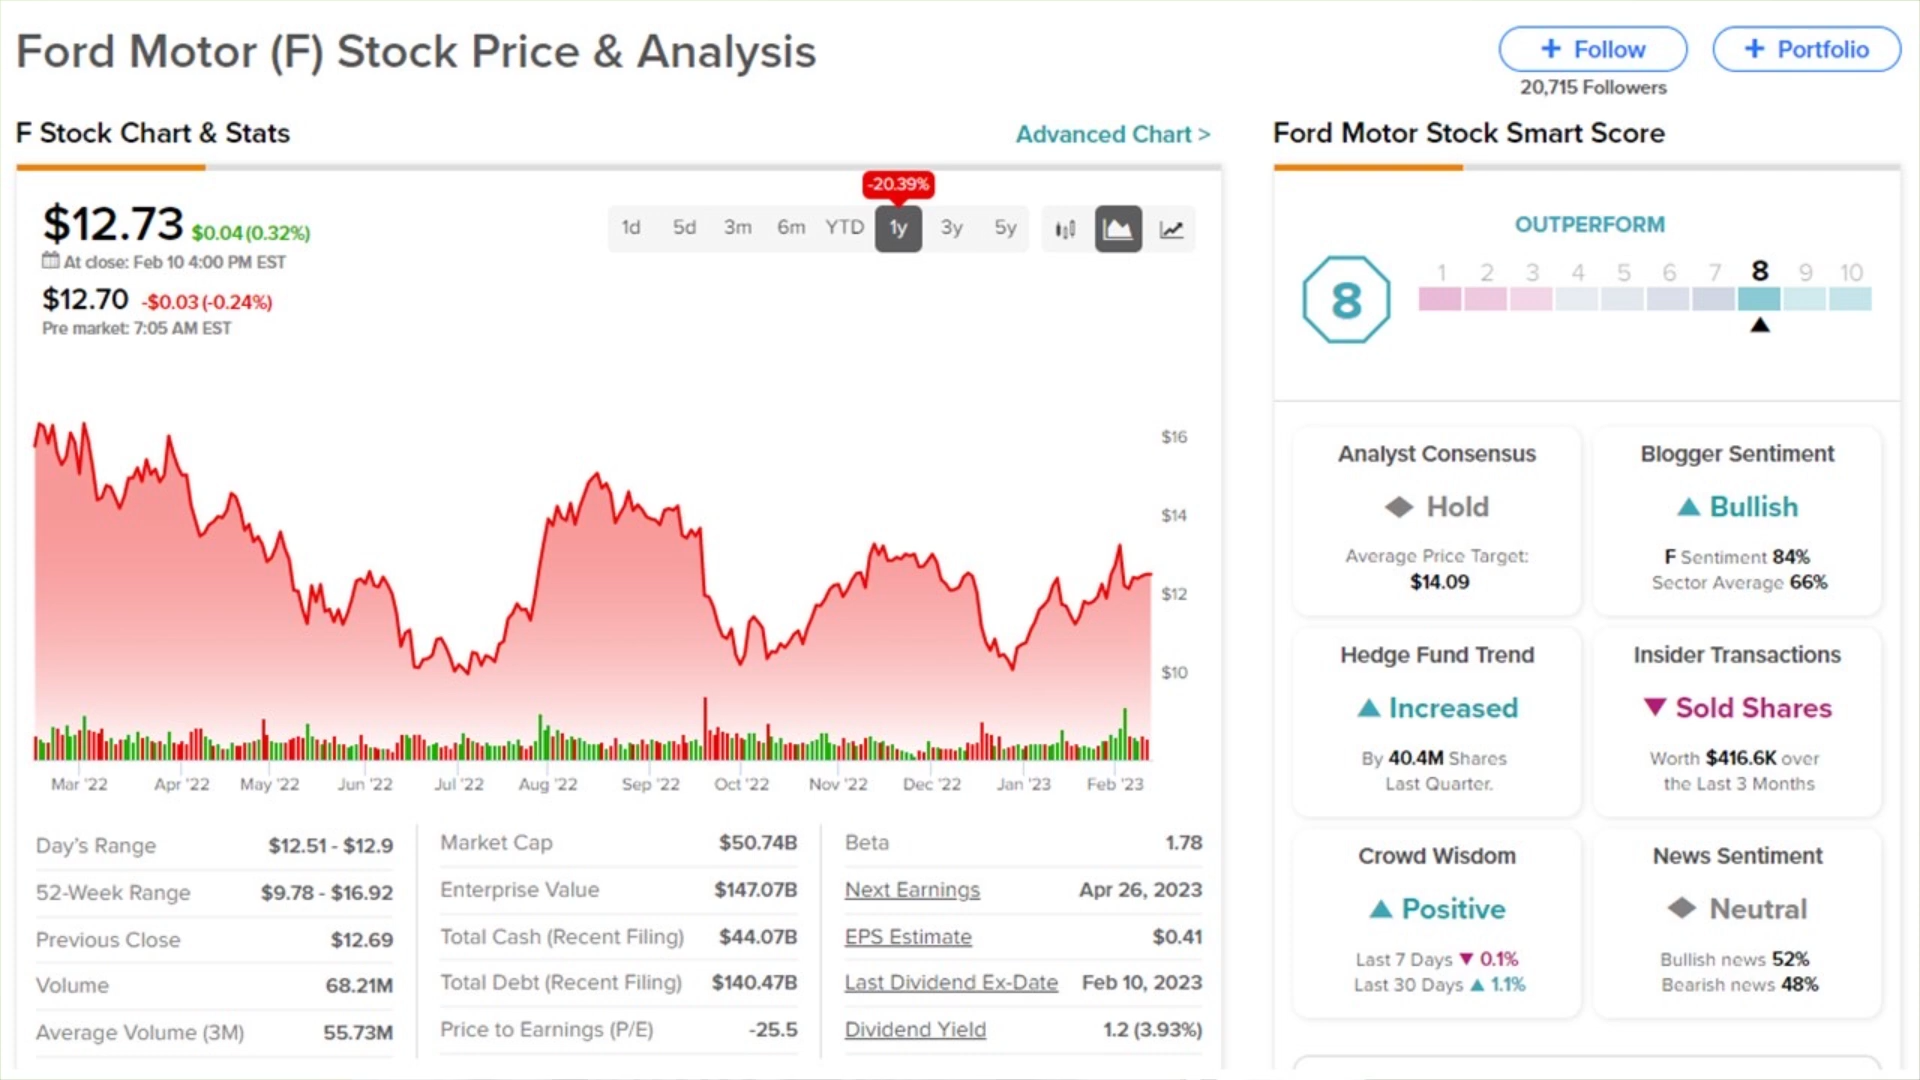 Ford Motor (F) Stock Price & Analysis
+ Follow
+ Portfolio
20,715 Followers
F Stock Chart & Stats
Advanced Chart >
-20.39%
$12.73 $0.04 (0.32%)
At close: Feb 10 4:00 PM EST
$12.70 -$0.03 (-0.24%)
Pre market: 7:05 AM EST
1d 5d 3m 6m YTD 1y 3y 5y
$16
$14
$12
$10
Mar '22 Apr '22 May '22 Jun '22 Jul '22 Aug '22 Sep '22 Oct '22 Nov '22 Dec '22 Jan '23 Feb '23
Day's Range $12.51 - $12.9
52-Week Range $9.78 - $16.92
Previous Close $12.69
Volume 68.21M
Average Volume (3M) 55.73M
Market Cap $50.74B
Enterprise Value $147.07B
Total Cash (Recent Filing) $44.07B
Total Debt (Recent Filing) $140.47B
Price to Earnings (P/E) -25.5
Beta 1.78
Next Earnings Apr 26, 2023
EPS Estimate $0.41
Last Dividend Ex-Date Feb 10, 2023
Dividend Yield 1.2 (3.93%)
Ford Motor Stock Smart Score
OUTPERFORM
8
1 2 3 4 5 6 7 8 9 10
Analyst Consensus
Hold
Average Price Target:
$14.09
Blogger Sentiment
Bullish
F Sentiment 84%
Sector Average 66%
Hedge Fund Trend
Increased
By 40.4M Shares
Last Quarter.
Insider Transactions
Sold Shares
Worth $416.6K over
the Last 3 Months
Crowd Wisdom
Positive
Last 7 Days ▼ 0.1%
Last 30 Days ▲ 1.1%
News Sentiment
Neutral
Bullish news 52%
Bearish news 48%